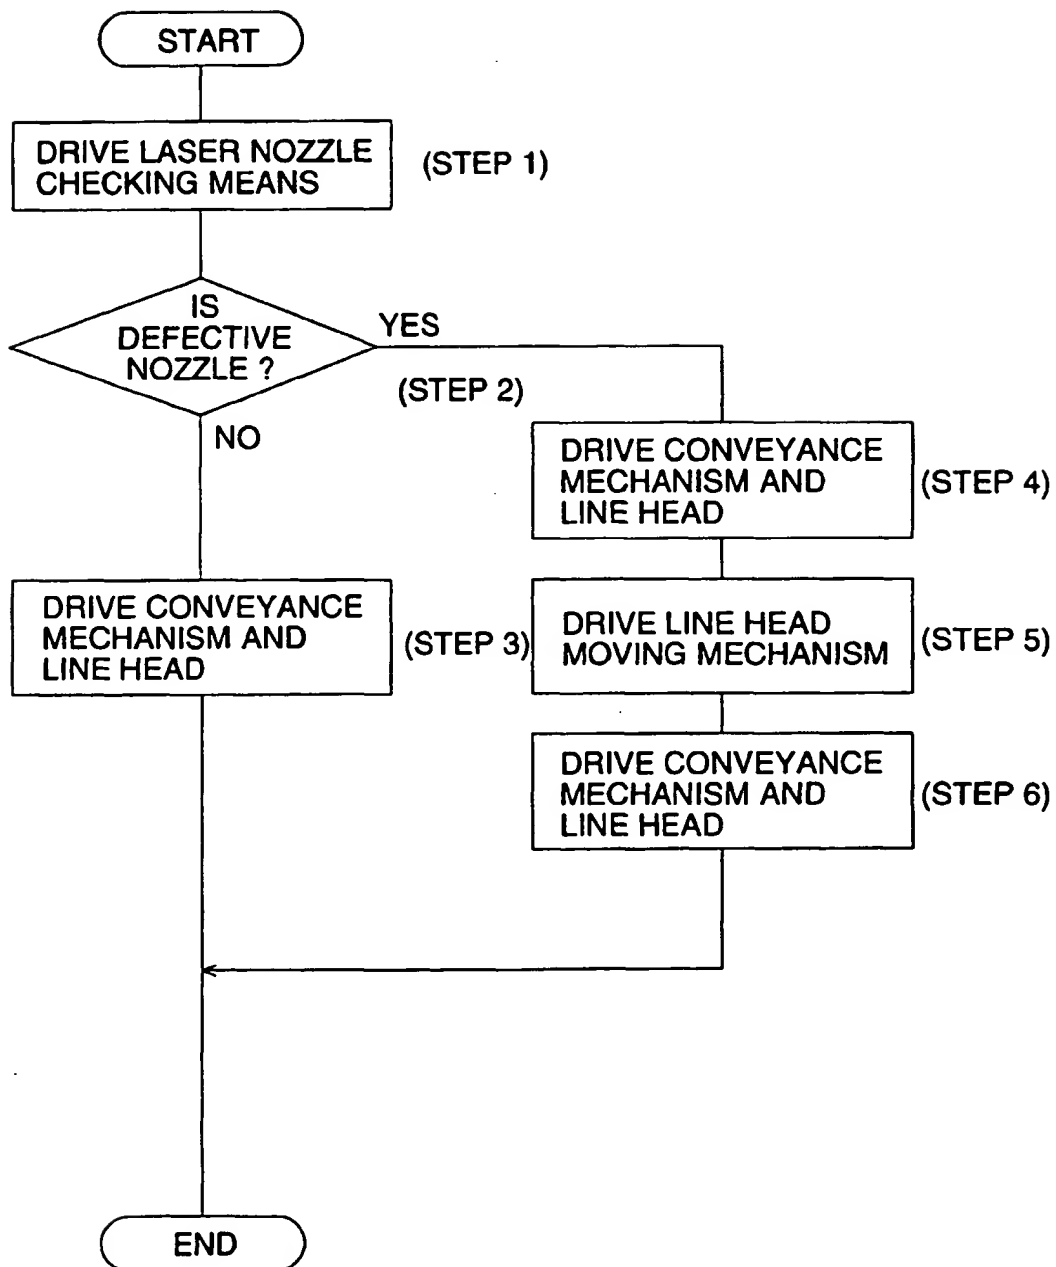 START
DRIVE LASER NOZZLE
CHECKING MEANS
(STEP 1)
IS
DEFECTIVE
NOZZLE ?
YES
(STEP 2)
NO
DRIVE CONVEYANCE
MECHANISM AND
LINE HEAD
(STEP 3)
DRIVE CONVEYANCE
MECHANISM AND
LINE HEAD
(STEP 4)
DRIVE LINE HEAD
MOVING MECHANISM
(STEP 5)
DRIVE CONVEYANCE
MECHANISM AND
LINE HEAD
(STEP 6)
END